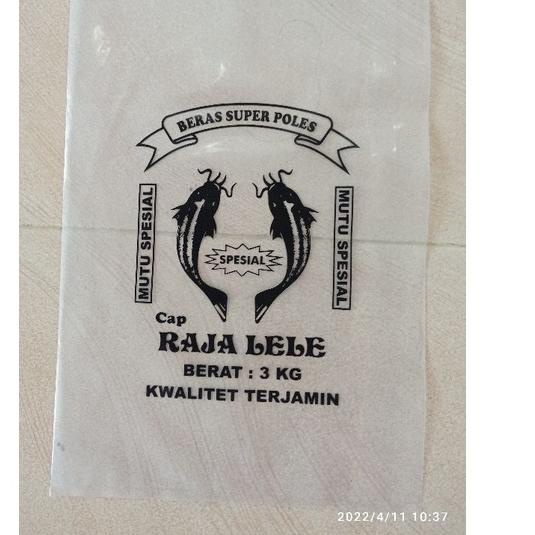 BERAS SUPER POLES
MUTU SPESIAL
SPESIAL
MUTU SPESIAL
Cap
RAJA LELE
BERAT : 3 KG
KWALITET TERJAMIN
2022/4/11 10:37